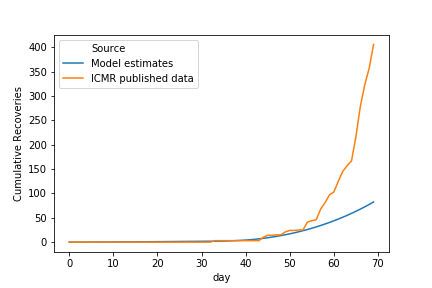 Source
Model estimates
ICMR published data
Cumulative Recoveries
400
350
300
250
200
150
100
50
0
0 10 20 30 40 50 60 70
day